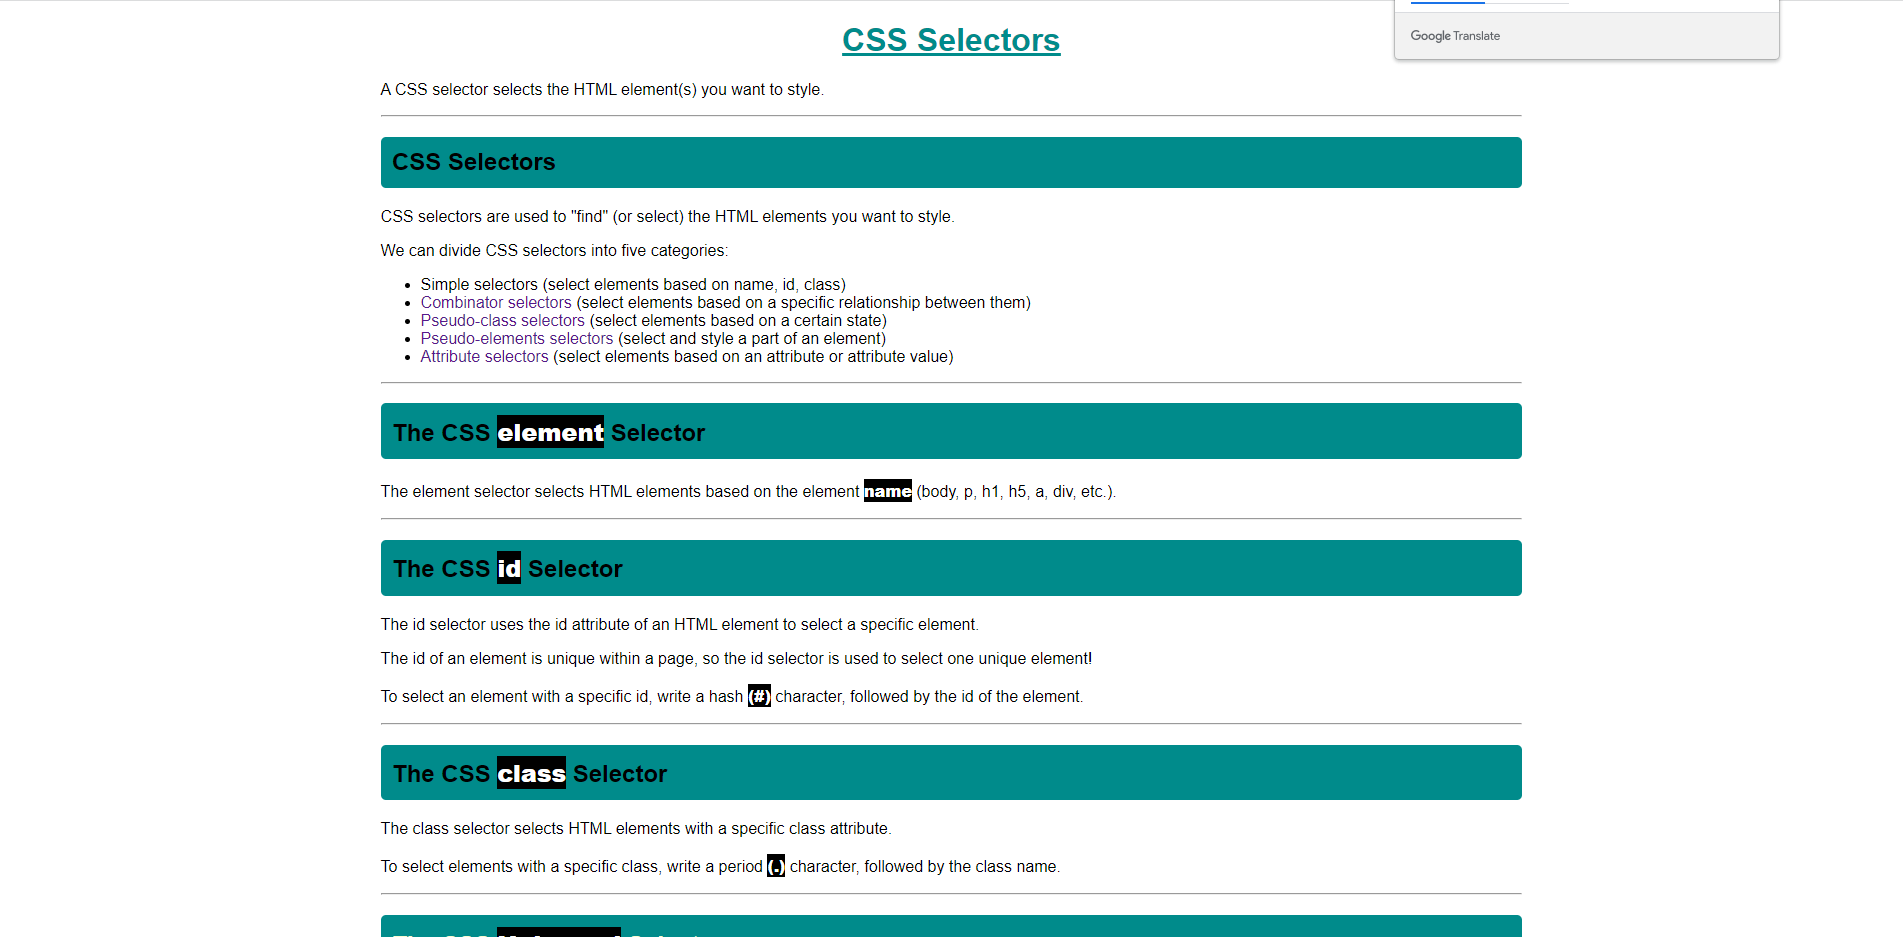 CSS Selectors
Google Translate
A CSS selector selects the HTML element(s) you want to style.
CSS Selectors
CSS selectors are used to "find" (or select) the HTML elements you want to style.
We can divide CSS selectors into five categories:
Simple selectors (select elements based on name, id, class)
Combinator selectors (select elements based on a specific relationship between them)
Pseudo-class selectors (select elements based on a certain state)
Pseudo-elements selectors (select and style a part of an element)
Attribute selectors (select elements based on an attribute or attribute value)
The CSS element Selector
The element selector selects HTML elements based on the element name (body, p, h1, h5, a, div, etc.).
The CSS id Selector
The id selector uses the id attribute of an HTML element to select a specific element.
The id of an element is unique within a page, so the id selector is used to select one unique element!
To select an element with a specific id, write a hash (#) character, followed by the id of the element.
The CSS class Selector
The class selector selects HTML elements with a specific class attribute.
To select elements with a specific class, write a period (.) character, followed by the class name.